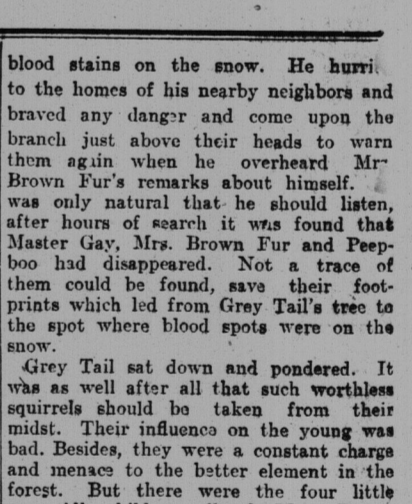 blood stains on the snow. He hurri
to the homes of his nearby neighbors and
braved any danger and come upon the
branch just above their heads to warn
them again when he overheard Mr
Brown Fur's remarks about himself.
was only natural that he should listen,
after hours of search it was found that
Master Gay, Mrs. Brown Fur and Peep-
boo had disappeared. Not a trace of
them could be found, save their foot-
prints which led from Grey Tail's tree to
the spot where blood spots were on the
snow.
Grey Tail sat down and pondered. It
was as well after all that such worthless
squirrels should be taken from their
midst. Their influence on the young was
bad. Besides, they were a constant charge
and menace to the better element in the
forest. But there were the four little